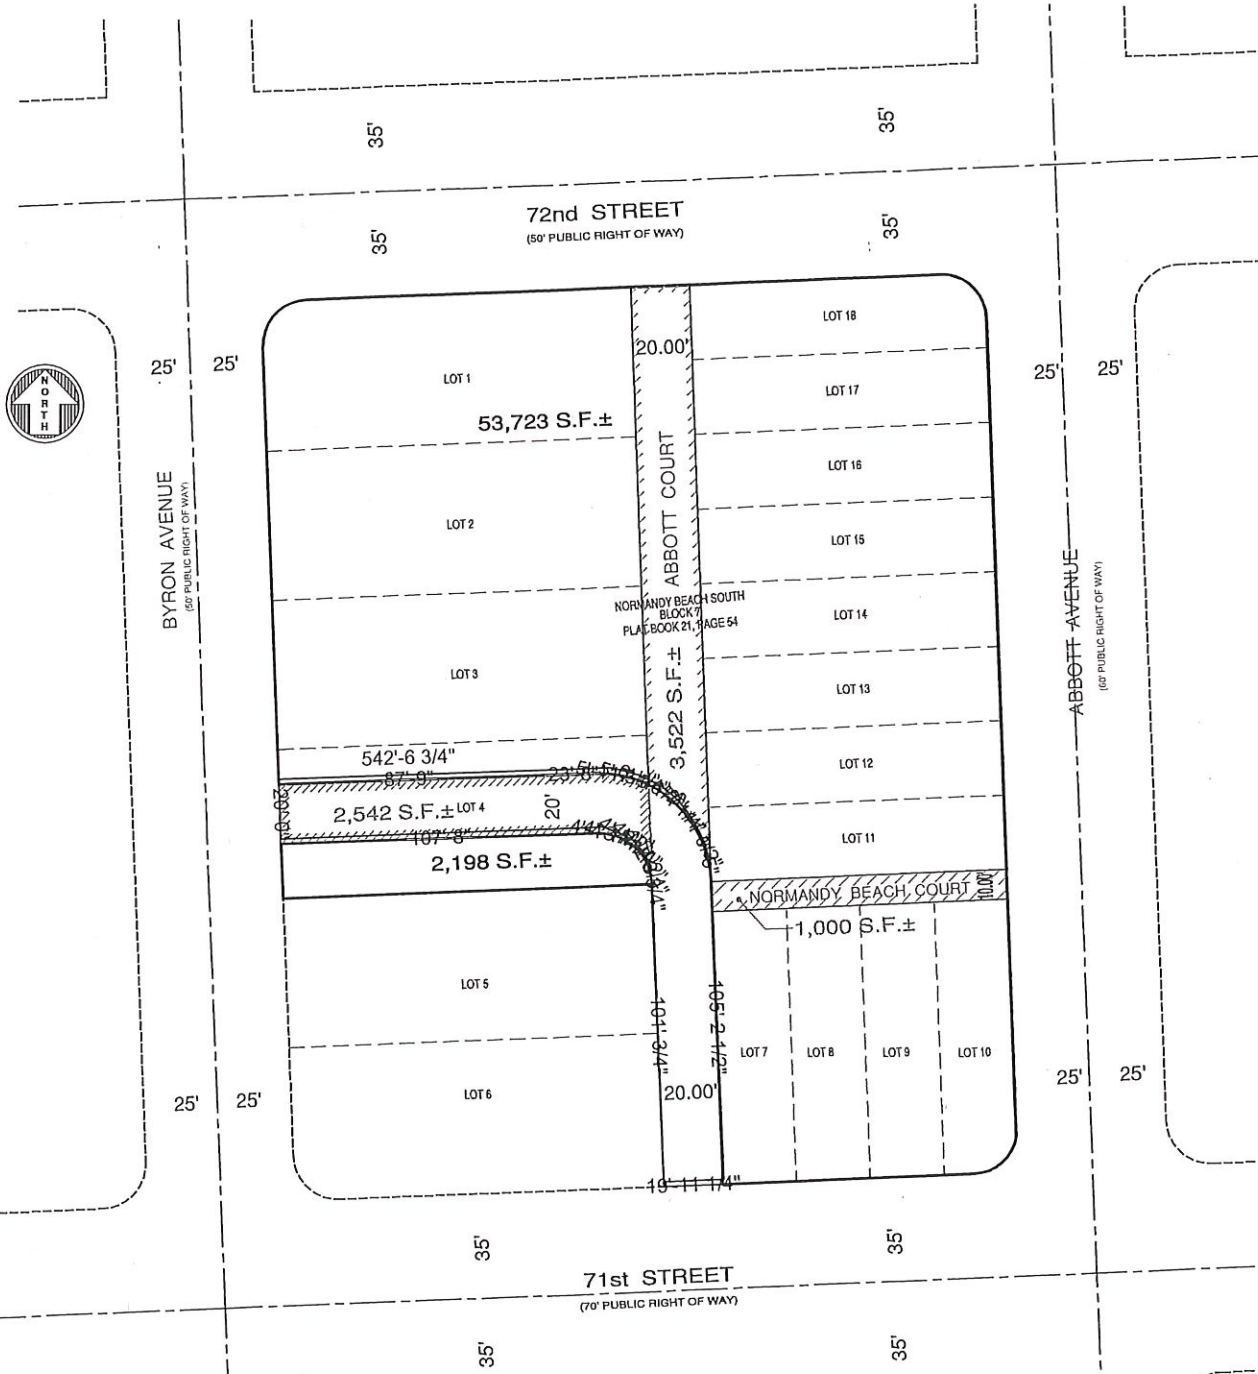 35'
35'
72nd STREET
(50' PUBLIC RIGHT OF WAY)
35'
35'
LOT 18
20.00'
25'
25'
LOT 1
25'
25'
NORTH
LOT 17
53,723 S.F.±
ABBOTT COURT
LOT 16
BYRON AVENUE
(50' PUBLIC RIGHT OF WAY)
LOT 2
LOT 15
NORMANDY BEACH SOUTH
BLOCK 7
PLAT BOOK 21, PAGE 54
LOT 14
ABBOTT AVENUE
(60' PUBLIC RIGHT OF WAY)
LOT 3
3,522 S.F.±
LOT 13
542'-6 3/4"
87'-9"
LOT 12
2,542 S.F.±
LOT 4
20'
107'-8"
LOT 11
2,198 S.F.±
NORMANDY BEACH COURT
10.00'
1,000 S.F.±
LOT 5
101'-3/4"
105'-2 1/2"
LOT 7
LOT 8
LOT 9
LOT 10
25'
25'
LOT 6
20.00'
25'
25'
19'-11 1/4"
35'
35'
71st STREET
(70' PUBLIC RIGHT OF WAY)
35'
35'